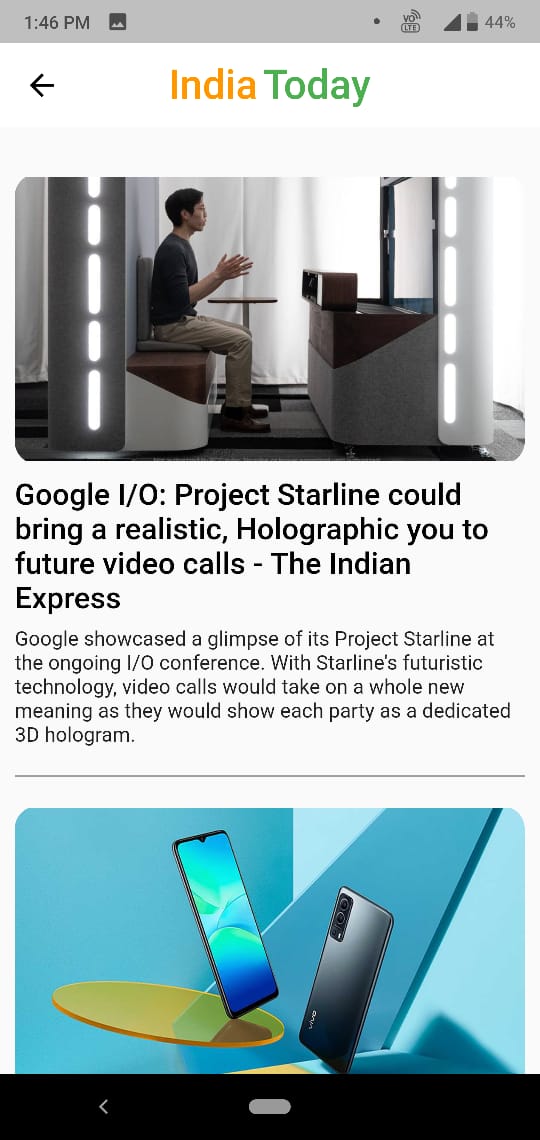 1:46 PM
VO
LTE
44%
India Today
Google I/O: Project Starline could
bring a realistic, Holographic you to
future video calls - The Indian
Express
Google showcased a glimpse of its Project Starline at
the ongoing I/O conference. With Starline's futuristic
technology, video calls would take on a whole new
meaning as they would show each party as a dedicated
3D hologram.
vivo